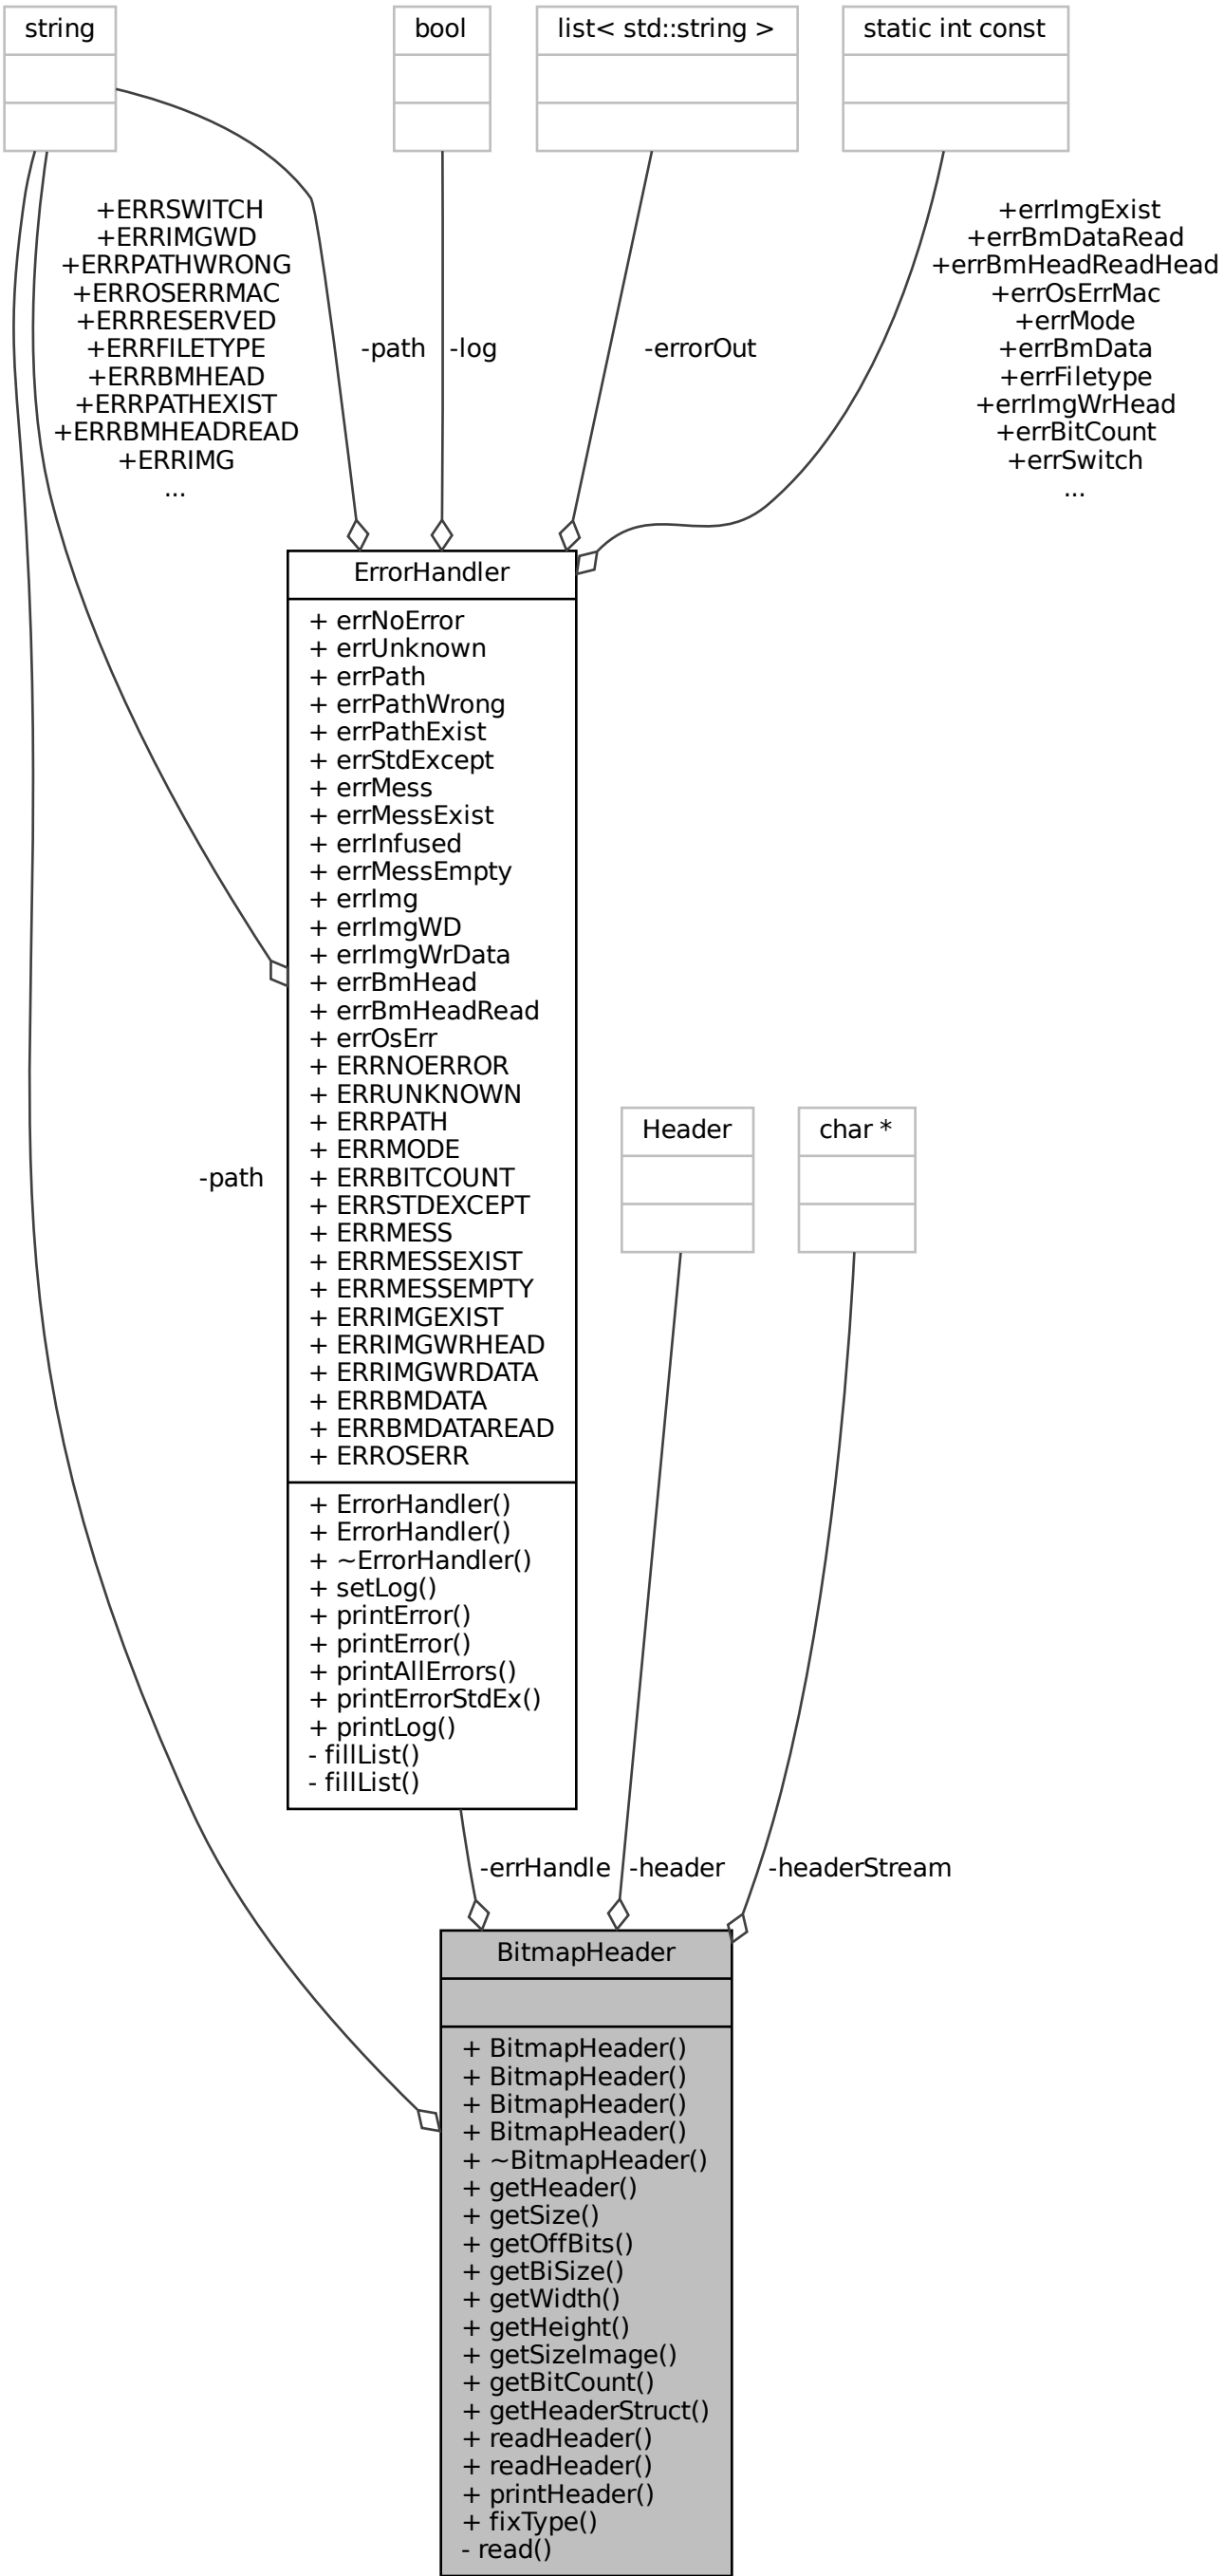 string
bool
list< std::string >
static int const
+ERRSWITCH
+ERRIMGWD
+ERRPATHWRONG
+ERROSERRMAC
+ERRRESERVED
+ERRFILETYPE
+ERRBMHEAD
+ERRPATHEXIST
+ERRBMHEADREAD
+ERRIMG
...
-path
-log
-errorOut
+errImgExist
+errBmDataRead
+errBmHeadReadHead
+errOsErrMac
+errMode
+errBmData
+errFiletype
+errImgWrHead
+errBitCount
+errSwitch
...
ErrorHandler
+ errNoError
+ errUnknown
+ errPath
+ errPathWrong
+ errPathExist
+ errStdExcept
+ errMess
+ errMessExist
+ errInfused
+ errMessEmpty
+ errImg
+ errImgWD
+ errImgWrData
+ errBmHead
+ errBmHeadRead
+ errOsErr
+ ERRNOERROR
+ ERRUNKNOWN
+ ERRPATH
+ ERRMODE
+ ERRBITCOUNT
+ ERRSTDEXCEPT
+ ERRMESS
+ ERRMESSEXIST
+ ERRMESSEMPTY
+ ERRIMGEXIST
+ ERRIMGWRHEAD
+ ERRIMGWRDATA
+ ERRBMDATA
+ ERRBMDATAREAD
+ ERROSERR
+ ErrorHandler()
+ ErrorHandler()
+ ~ErrorHandler()
+ setLog()
+ printError()
+ printError()
+ printAllErrors()
+ printErrorStdEx()
+ printLog()
- fillList()
- fillList()
Header
char *
-path
-errHandle
-header
-headerStream
BitmapHeader
+ BitmapHeader()
+ BitmapHeader()
+ BitmapHeader()
+ BitmapHeader()
+ ~BitmapHeader()
+ getHeader()
+ getSize()
+ getOffBits()
+ getBiSize()
+ getWidth()
+ getHeight()
+ getSizeImage()
+ getBitCount()
+ getHeaderStruct()
+ readHeader()
+ readHeader()
+ printHeader()
+ fixType()
- read()